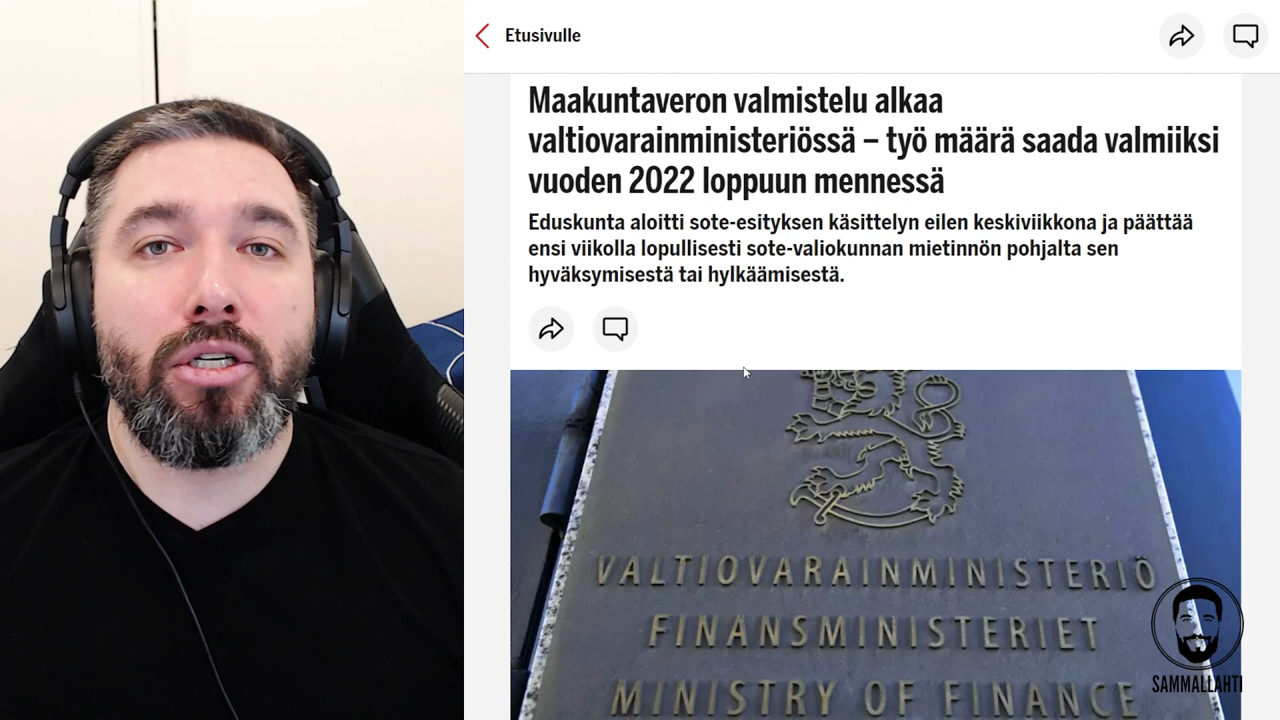 Etusivulle
Maakuntaveron valmistelu alkaa
valtiovarainministeriössä – työ määrä saada valmiiksi
vuoden 2022 loppuun mennessä
Eduskunta aloitti sote-esityksen käsittelyn eilen keskiviikkona ja päättää
ensi viikolla lopullisesti sote-valiokunnan mietinnön pohjalta sen
hyväksymisestä tai hylkäämisestä.
VALTIOVARAINMINISTERIÖ
FINANSMINISTERIET
MINISTRY OF FINANCE
SAMMALLAHTI